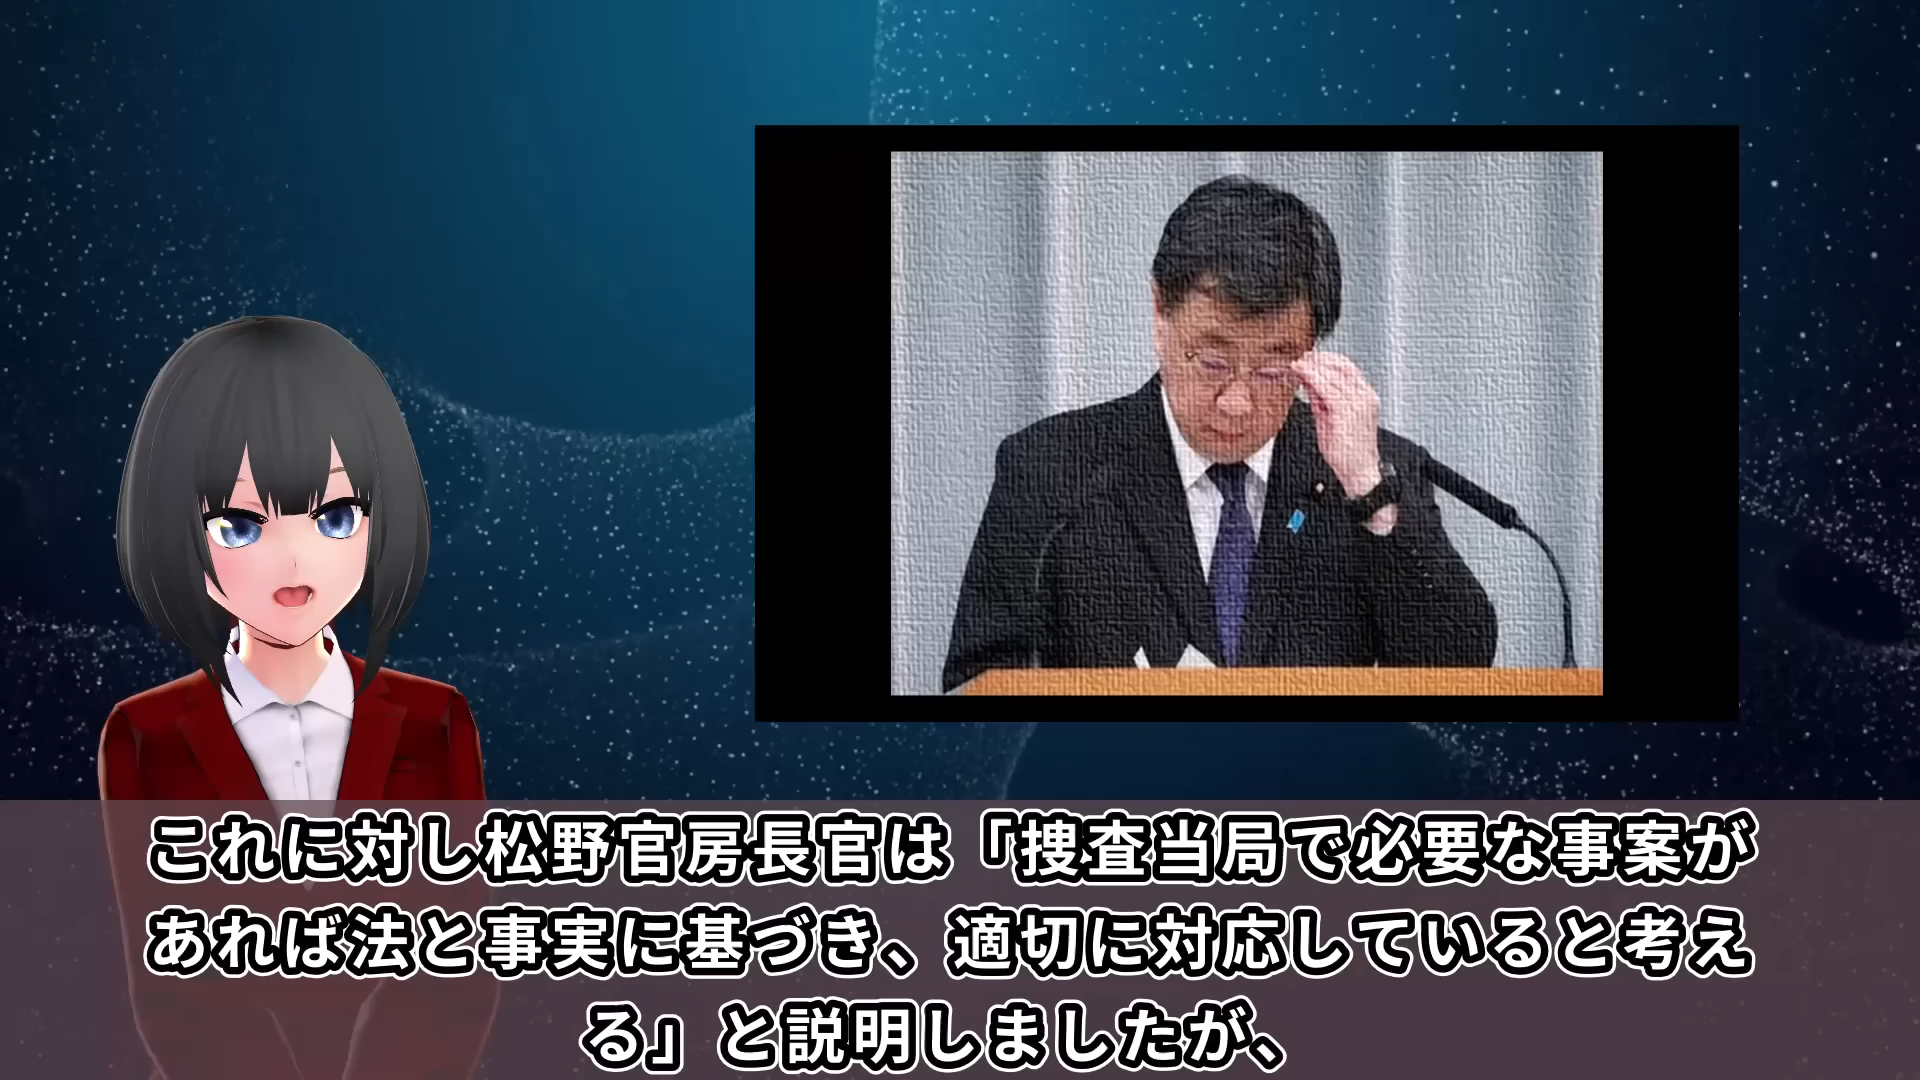 これに対し松野官房長官は「捜査当局で必要な事案が
あれば法と事実に基づき、適切に対応していると考え
る」と説明しましたが、